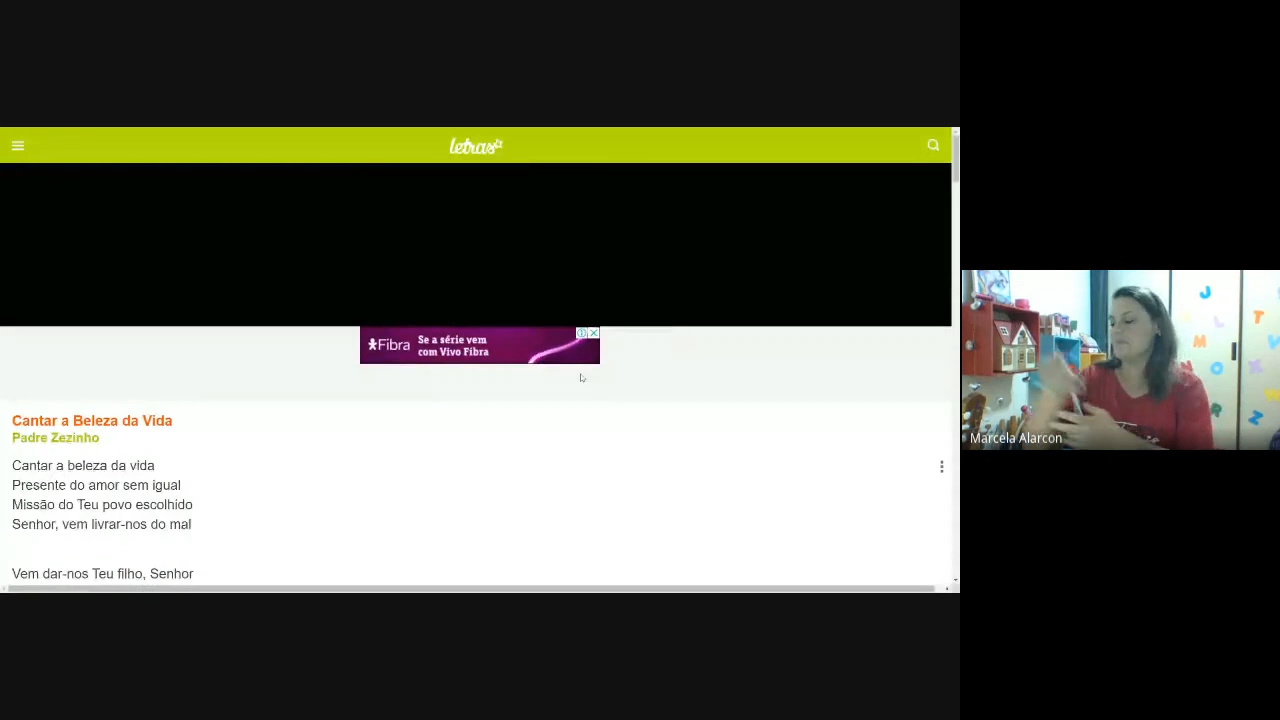 letras
Fibra
Se a série vem
com Vivo Fibra
Cantar a Beleza da Vida
Padre Zezinho
Cantar a beleza da vida
Presente do amor sem igual
Missão do Teu povo escolhido
Senhor, vem livrar-nos do mal
Vem dar-nos Teu filho, Senhor
J
L
T
M
V
O
X
M
R
Z
Marcela Alarcon